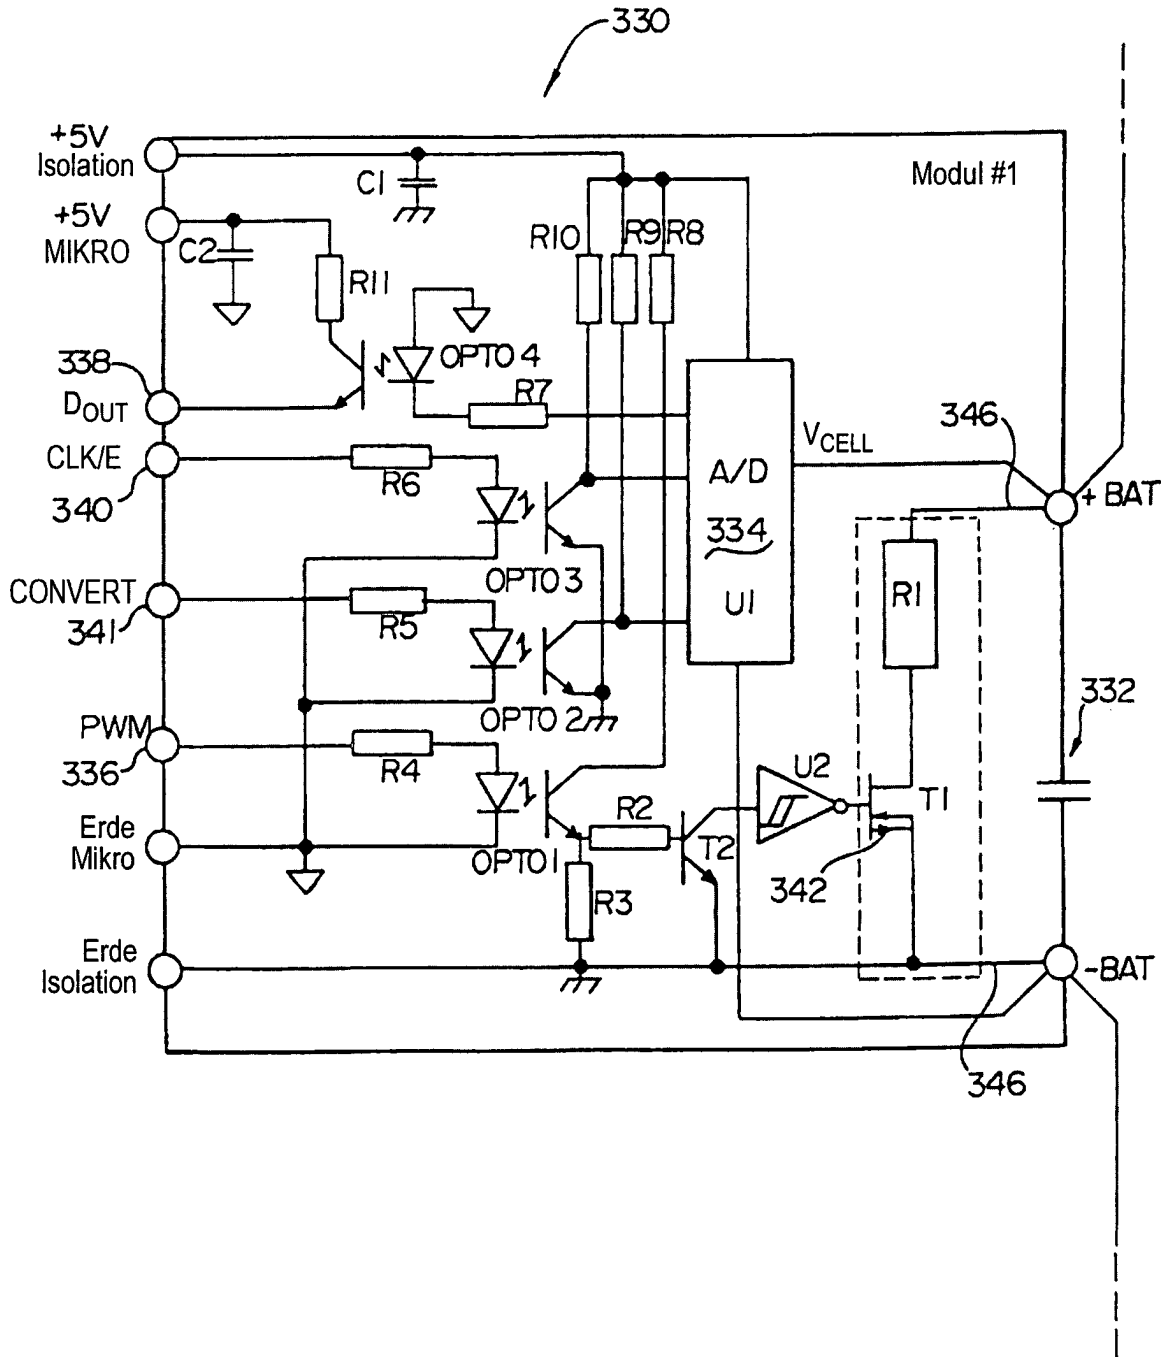 330
+5V
Isolation
C1
Modul #1
+5V
MIKRO
C2
R10
R9
R8
R11
338
OPTO 4
D_OUT
R7
346
V_CELL
CLK/E
R6
A/D
+ BAT
340
334
OPTO 3
CONVERT
R1
R5
U1
341
332
OPTO 2
PWM
U2
336
R4
T1
R2
Erde
Mikro
OPTO 1
T2
342
R3
Erde
Isolation
-BAT
346